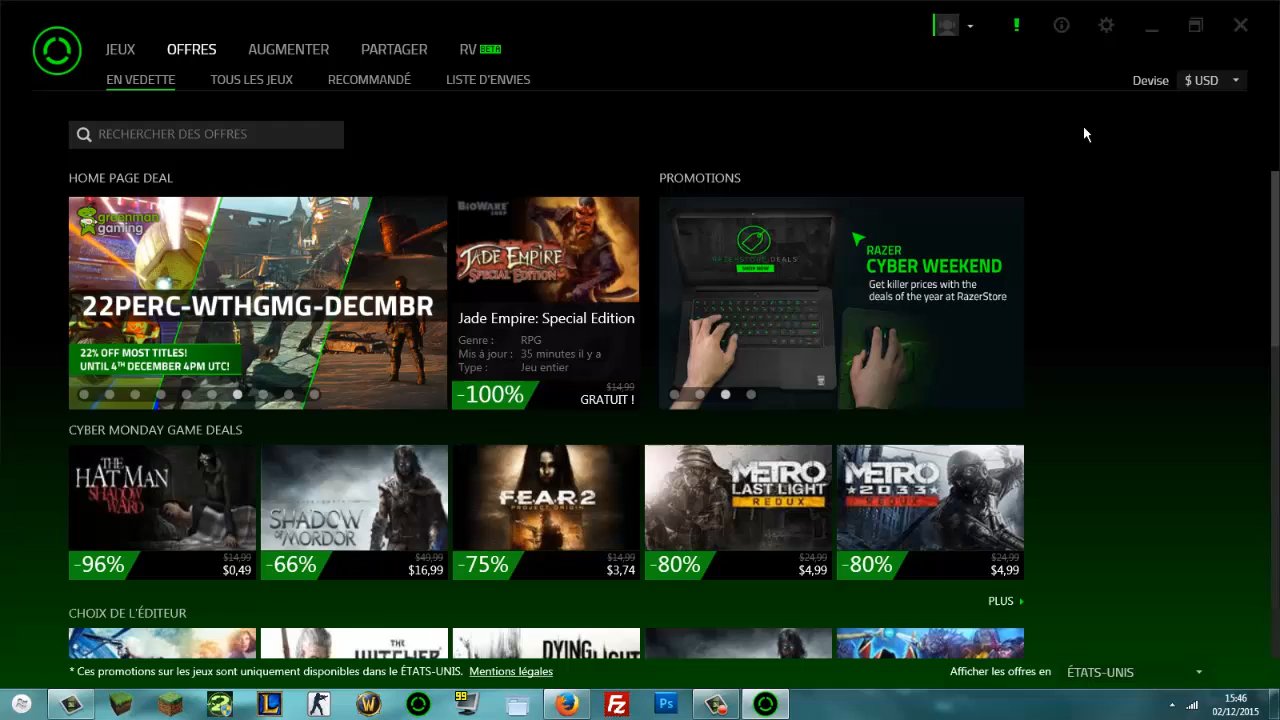 JEUX OFFRES AUGMENTER PARTAGER RV BETA
EN VEDETTE TOUS LES JEUX RECOMMANDÉ LISTE D'ENVIES
Devise $ USD
RECHERCHER DES OFFRES
HOME PAGE DEAL
greenman
gaming
22PERC-WTHGMG-DECMBR
22% OFF MOST TITLES!
UNTIL 4TH DECEMBER 4PM UTC!
BIOWARE
CORP
JADE EMPIRE
SPECIAL EDITION
Jade Empire: Special Edition
Genre : RPG
Mis à jour : 35 minutes il y a
Type : Jeu entier
-100%
$14,99
GRATUIT !
PROMOTIONS
RAZERSTORE DEALS
SHOP NOW
RAZER
CYBER WEEKEND
Get killer prices with the
deals of the year at RazerStore
CYBER MONDAY GAME DEALS
THE
HAT MAN
SHADOW
WARD
-96%
$14,99
$0,49
SHADOW
OF MORDOR
-66%
$49,99
$16,99
F.E.A.R.2
PROJECT ORIGIN
-75%
$14,99
$3,74
METRO
LAST LIGHT
REDUX
-80%
$24,99
$4,99
METRO
2033
REDUX
-80%
$24,99
$4,99
PLUS
CHOIX DE L'ÉDITEUR
THE
WITCHER
DYING
LIGHT
* Ces promotions sur les jeux sont uniquement disponibles dans le ÉTATS-UNIS. Mentions légales
Afficher les offres en ÉTATS-UNIS
99
Fz
Ps
15:46
02/12/2015